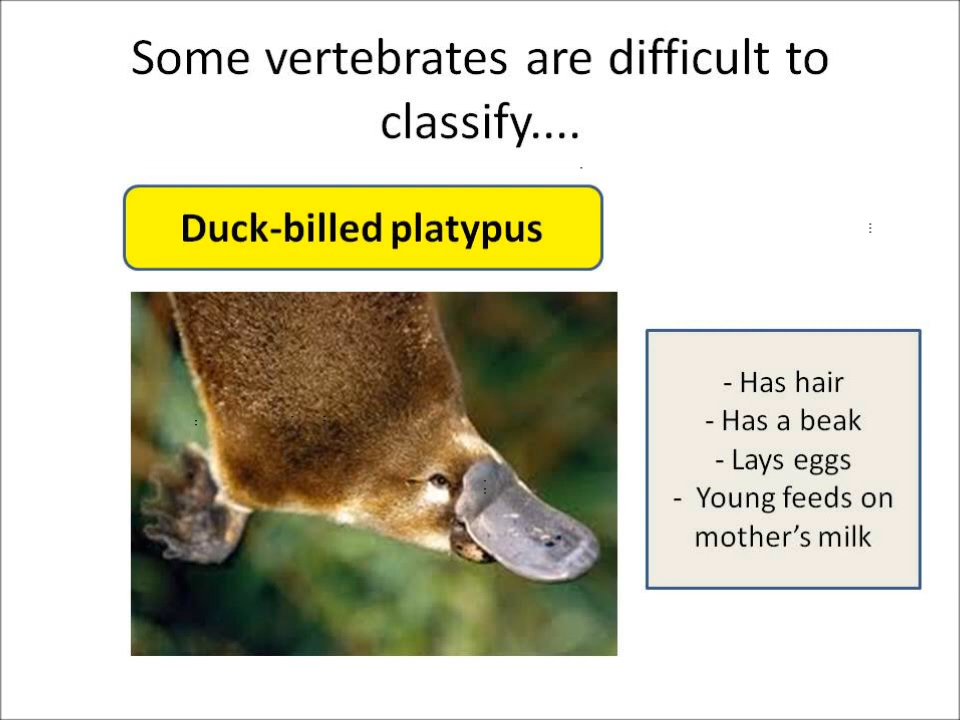 Some vertebrates are difficult to
classify....
Duck-billed platypus
- Has hair
- Has a beak
- Lays eggs
- Young feeds on
mother's milk